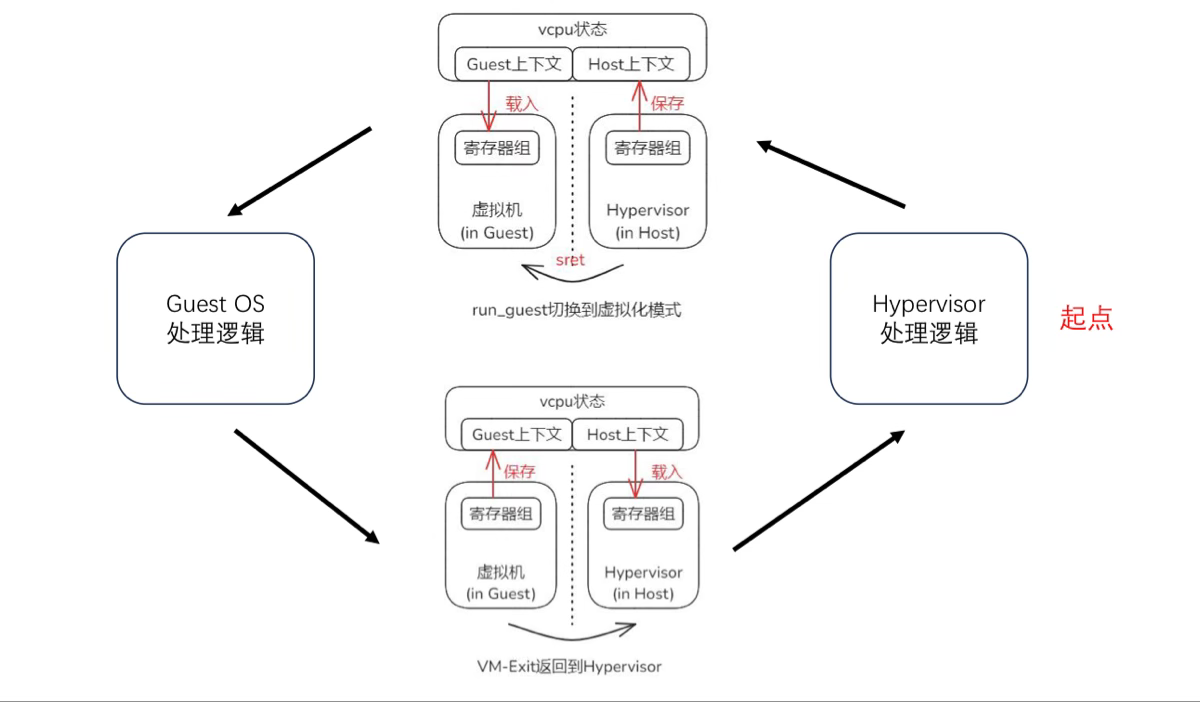 vcpu状态
Guest上下文
Host上下文
载入
保存
寄存器组
寄存器组
虚拟机
(in Guest)
Hypervisor
(in Host)
sret
run_guest切换到虚拟化模式
Guest OS
处理逻辑
Hypervisor
处理逻辑
起点
vcpu状态
Guest上下文
Host上下文
保存
载入
寄存器组
寄存器组
虚拟机
(in Guest)
Hypervisor
(in Host)
VM-Exit返回到Hypervisor